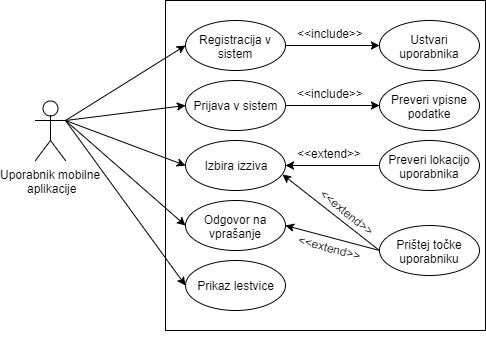 Registracija v
sistem
<<include>>
Ustvari
uporabnika
Prijava v sistem
<<include>>
Preveri vpisne
podatke
Uporabnik mobilne
aplikacije
Izbira izziva
<<extend>>
Preveri lokacijo
uporabnika
<<extend>>
Odgovor na
vprašanje
<<extend>>
Prištej točke
uporabniku
Prikaz lestvice